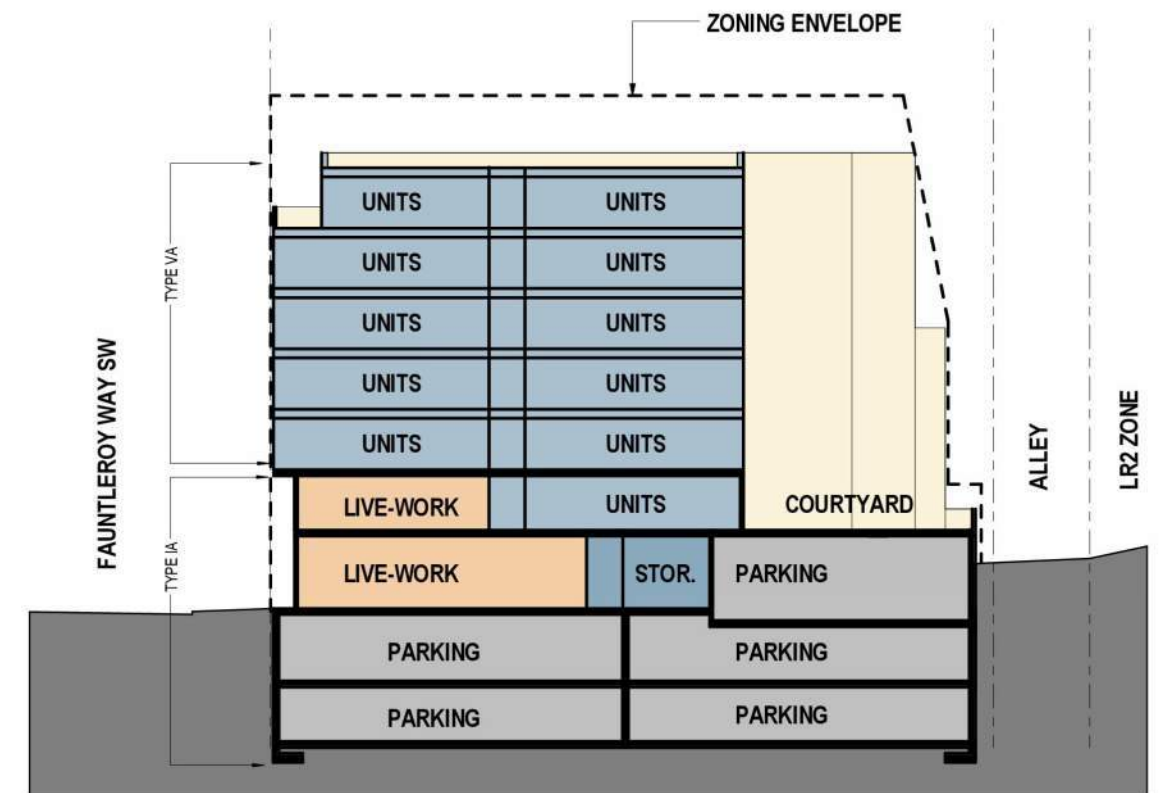 ZONING ENVELOPE
UNITS UNITS
UNITS UNITS
TYPE VA
UNITS UNITS
UNITS UNITS
FAUNTLEROY WAY SW
ALLEY
LR2 ZONE
UNITS UNITS
LIVE-WORK UNITS COURTYARD
TYPE IA
LIVE-WORK STOR. PARKING
PARKING PARKING
PARKING PARKING